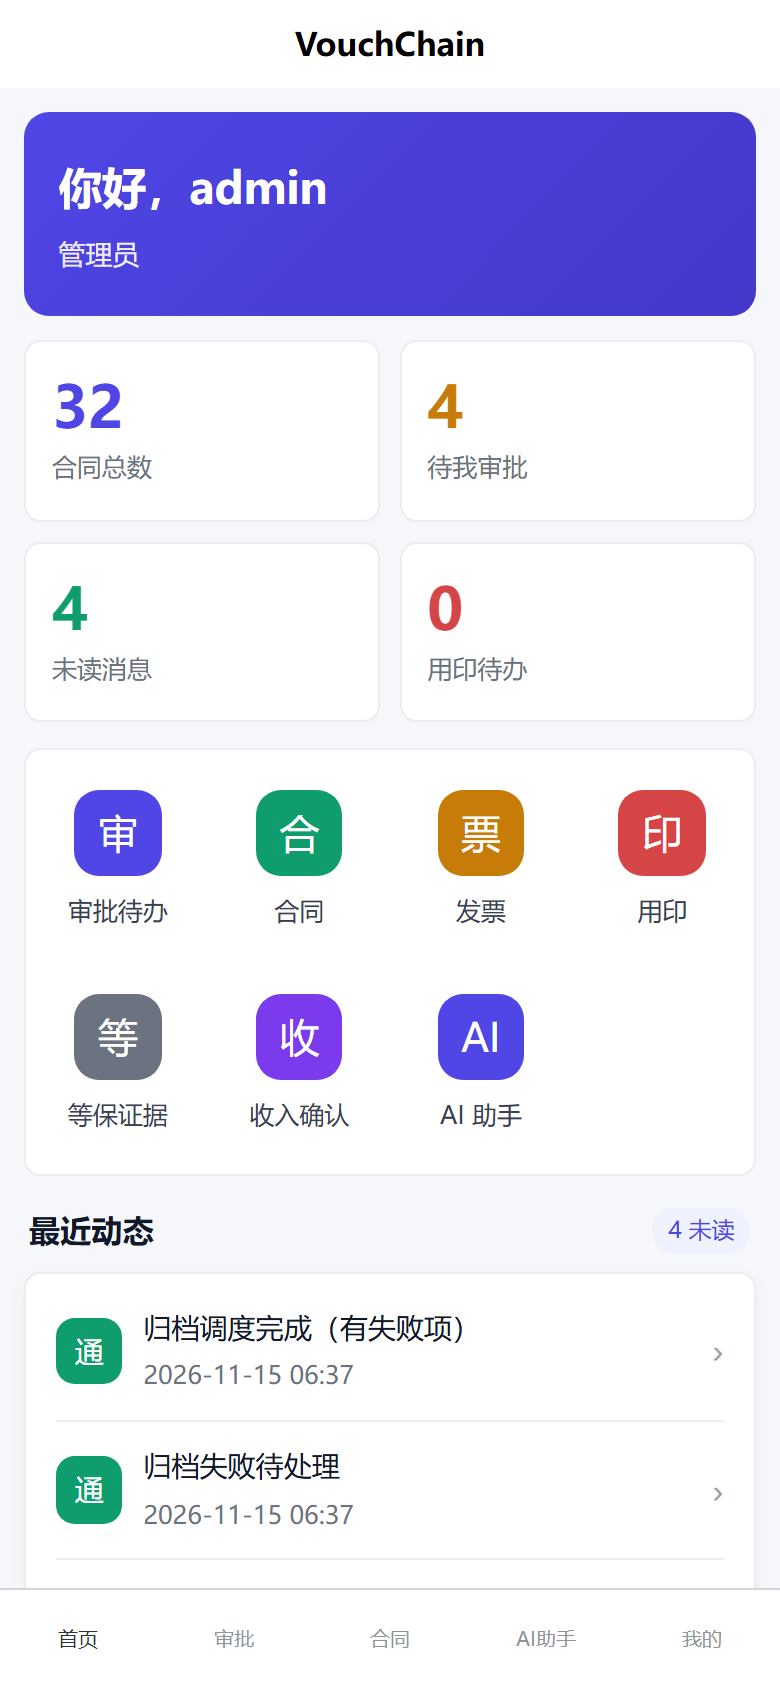 VouchChain
你好，admin
管理员
32
合同总数
4
待我审批
4
未读消息
0
用印待办
审
审批待办
合
合同
票
发票
印
用印
等
等保证据
收
收入确认
AI
AI 助手
最近动态
4 未读
通
归档调度完成（有失败项）
2026-11-15 06:37
›
通
归档失败待处理
2026-11-15 06:37
›
首页
审批
合同
AI助手
我的